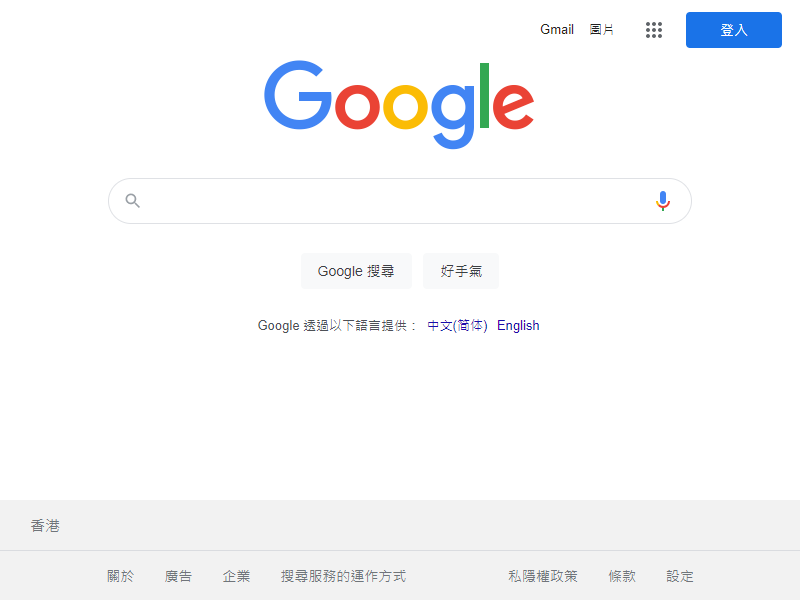 Gmail 圖片 登入
Google
Google 搜尋 好手氣
Google 透過以下語言提供： 中文(简体) English
香港
關於 廣告 企業 搜尋服務的運作方式 私隱權政策 條款 設定